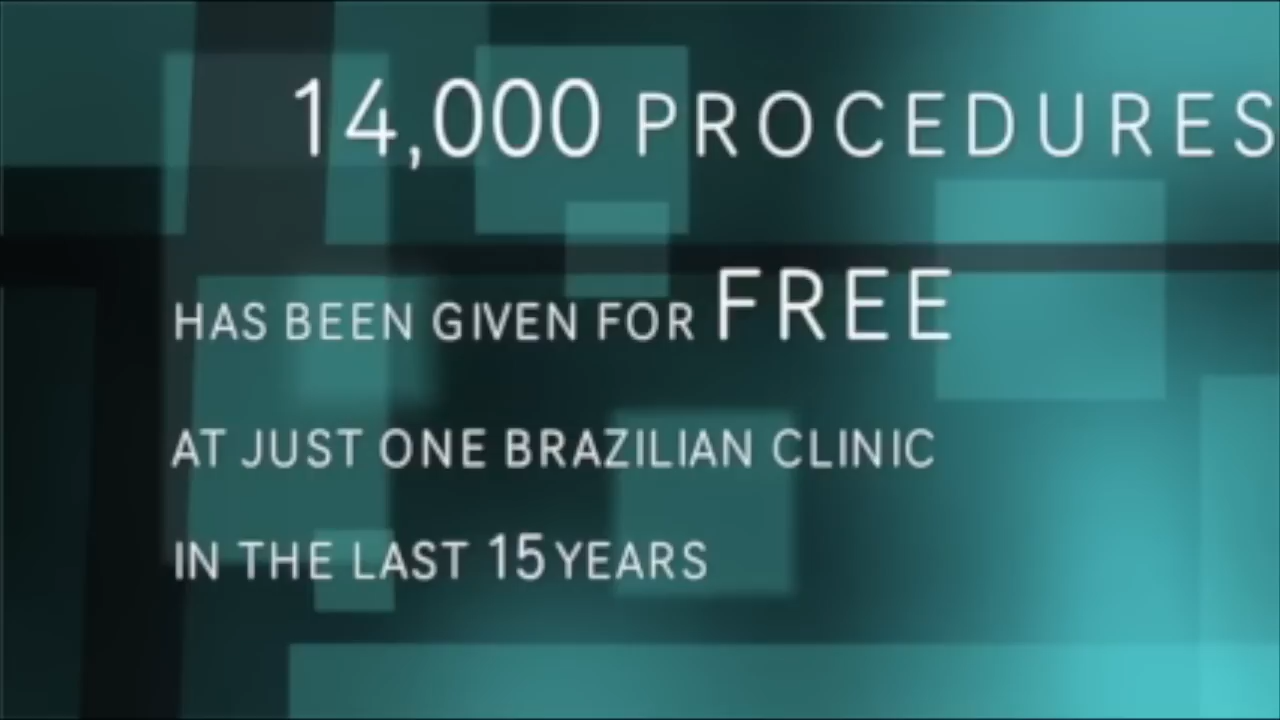 14,000 PROCEDURES
HAS BEEN GIVEN FOR FREE
AT JUST ONE BRAZILIAN CLINIC
IN THE LAST 15 YEARS